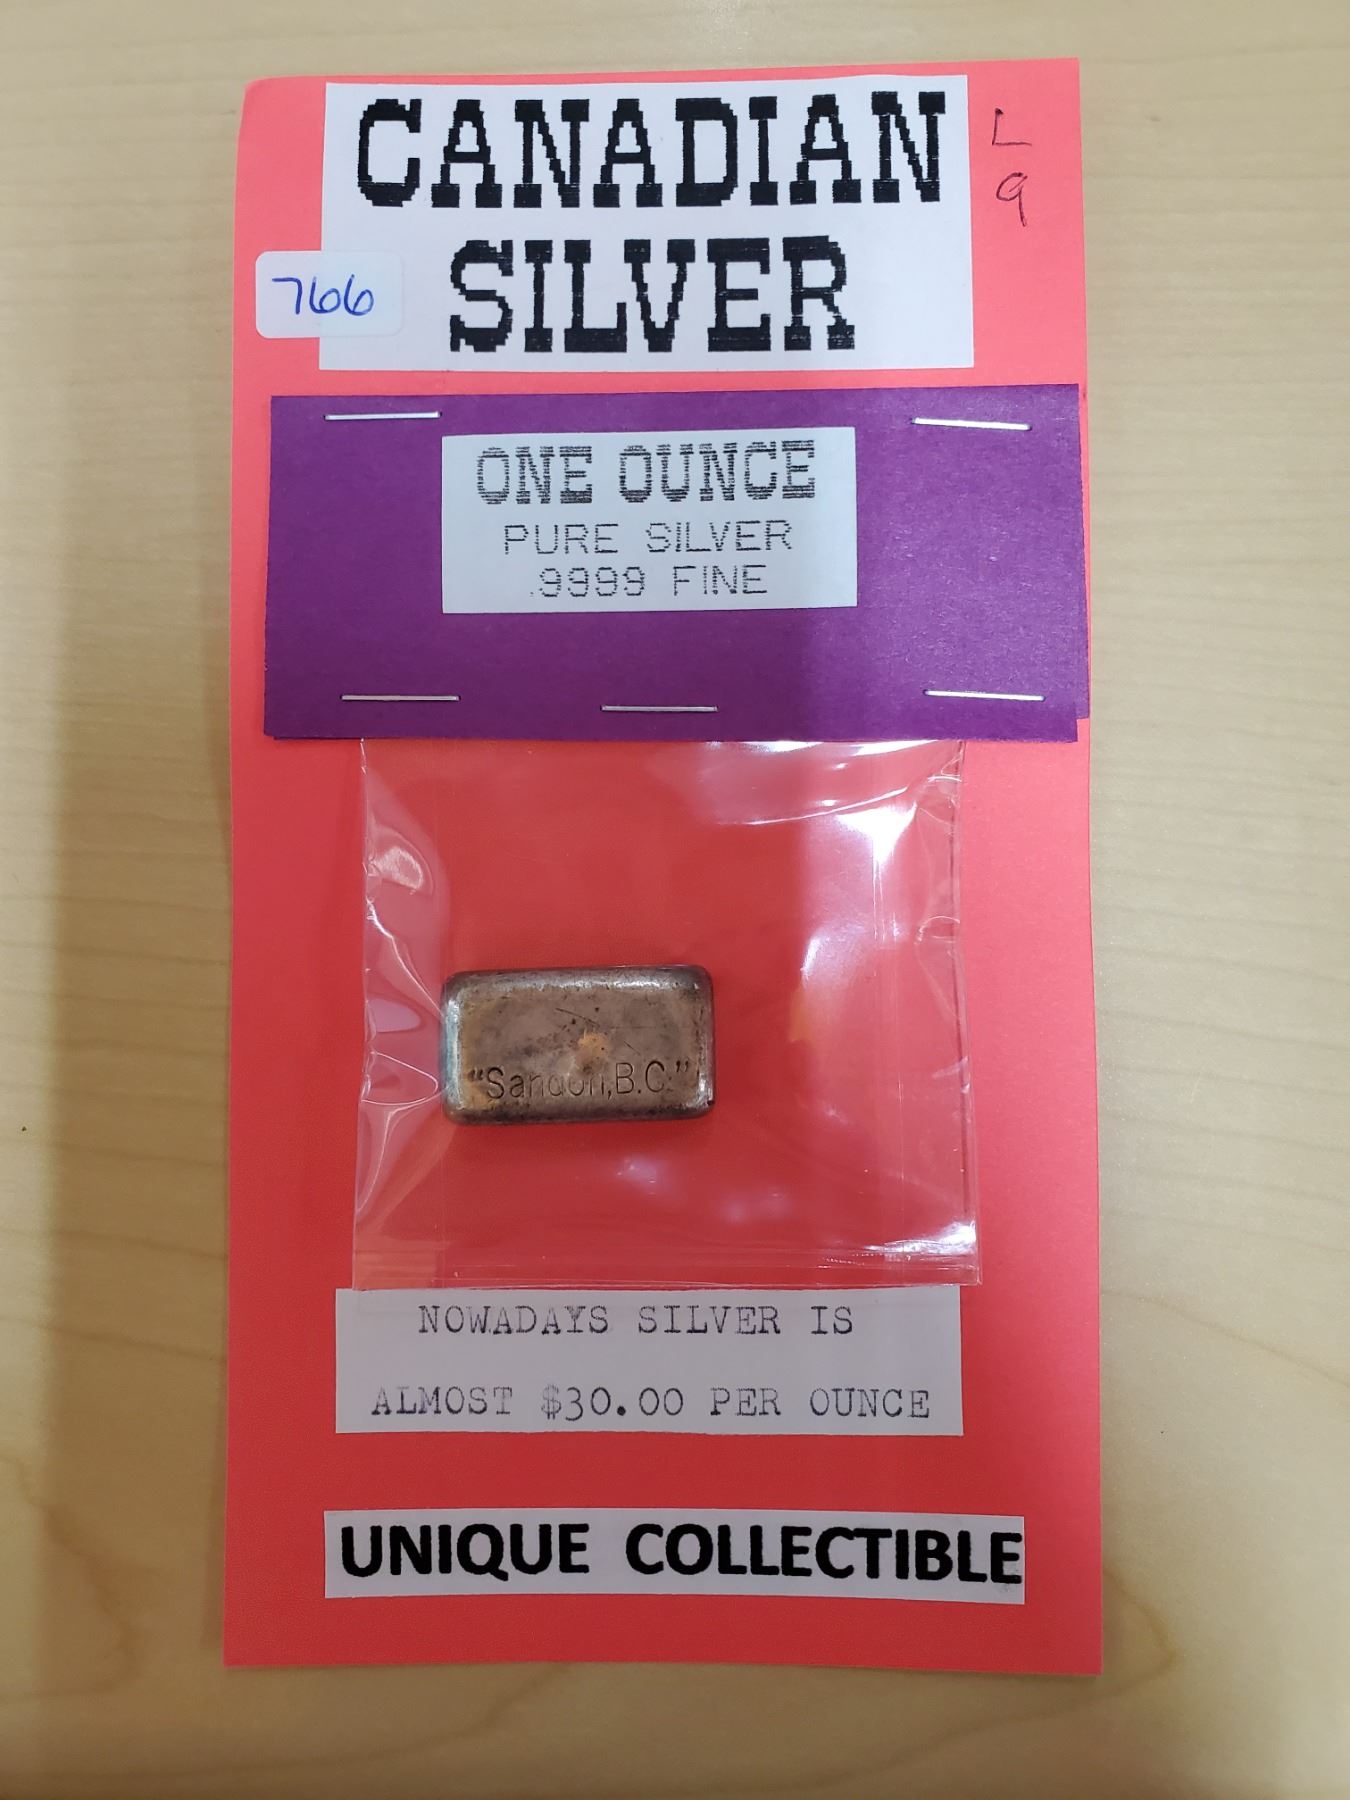 CANADIAN
SILVER
L
9
766
ONE OUNCE
PURE SILVER
.9999 FINE
"Sandon, B.C."
NOWADAYS SILVER IS
ALMOST $30.00 PER OUNCE
UNIQUE COLLECTIBLE